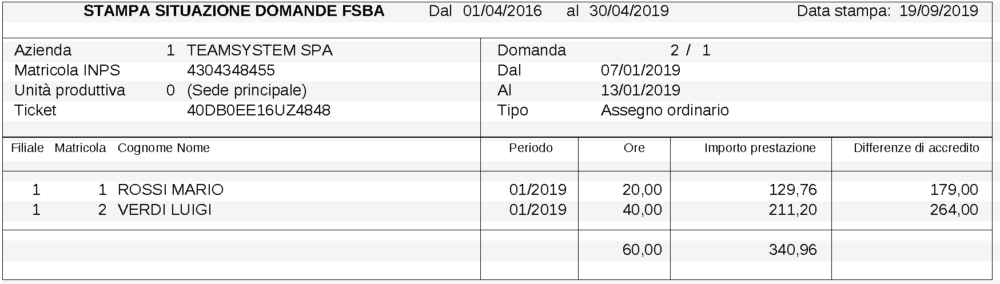 STAMPA SITUAZIONE DOMANDE FSBA Dal 01/04/2016 al 30/04/2019 Data stampa: 19/09/2019
Azienda 1 TEAMSYSTEM SPA Domanda 2 / 1
Matricola INPS 4304348455 Dal 07/01/2019
Unità produttiva 0 (Sede principale) Al 13/01/2019
Ticket 40DB0EE16UZ4848 Tipo Assegno ordinario
Filiale Matricola Cognome Nome Periodo Ore Importo prestazione Differenze di accredito
1 1 ROSSI MARIO 01/2019 20,00 129,76 179,00
1 2 VERDI LUIGI 01/2019 40,00 211,20 264,00
60,00 340,96